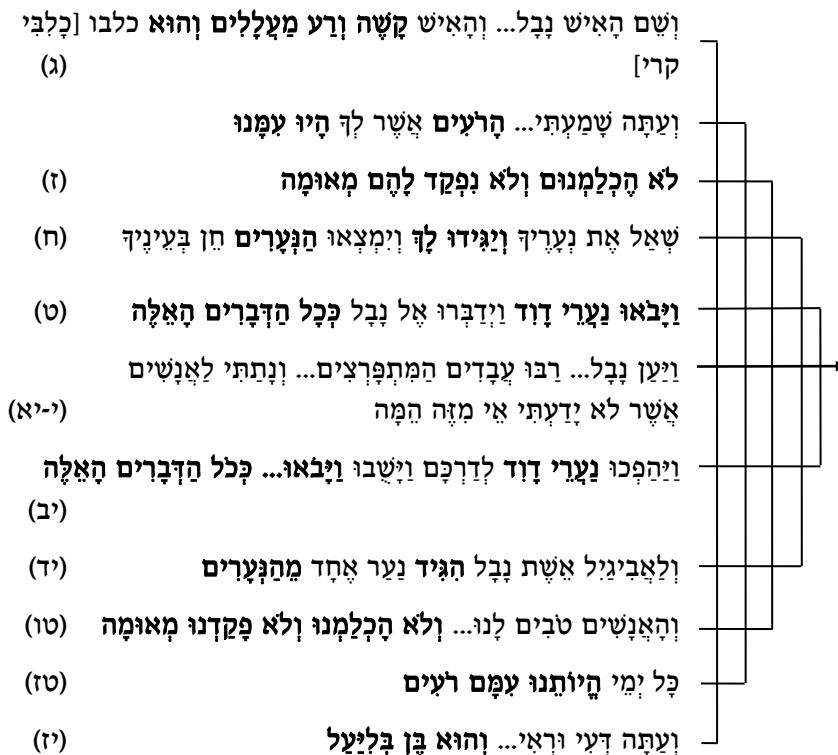 וְשֵׁם הָאִישׁ נָבָל... וְהָאִישׁ קָשֶׁה וְרַע מַעֲלָלִים וְהוּא כלבו [כָלִבִּי
קרי] (ג)
וְעַתָּה שָׁמַעְתִּי... הָרֹעִים אֲשֶׁר לְךָ הָיוּ עִמָּנוּ
לֹא הֶכְלַמְנוּם וְלֹא נִפְקַד לָהֶם מְאוּמָה (ז)
שְׁאַל אֶת נְעָרֶיךָ וְיַגִּידוּ לָךְ וְיִמְצְאוּ הַנְּעָרִים חֵן בְּעֵינֶיךָ (ח)
וַיָּבֹאוּ נַעֲרֵי דָוִד וַיְדַבְּרוּ אֶל נָבָל כְּכָל הַדְּבָרִים הָאֵלֶּה (ט)
וַיַּעַן נָבָל... רַבּוּ עֲבָדִים הַמִּתְפָּרְצִים... וְנָתַתִּי לַאֲנָשִׁים
אֲשֶׁר לֹא יָדַעְתִּי אֵי מִזֶּה הֵמָּה (י-יא)
וַיַּהַפְכוּ נַעֲרֵי דָוִד לְדַרְכָּם וַיָּשֻׁבוּ וַיָּבֹאוּ... כְּכֹל הַדְּבָרִים הָאֵלֶּה
(יב)
וְלַאֲבִיגַיִל אֵשֶׁת נָבָל הִגִּיד נַעַר אֶחָד מֵהַנְּעָרִים (יד)
וְהָאֲנָשִׁים טֹבִים לָנוּ... וְלֹא הָכְלַמְנוּ וְלֹא פָקַדְנוּ מְאוּמָה (טו)
כָּל יְמֵי הֱיוֹתֵנוּ עִמָּם רֹעִים (טז)
וְעַתָּה דְּעִי וּרְאִי... וְהוּא בֶּן בְּלִיַּעַל (יז)